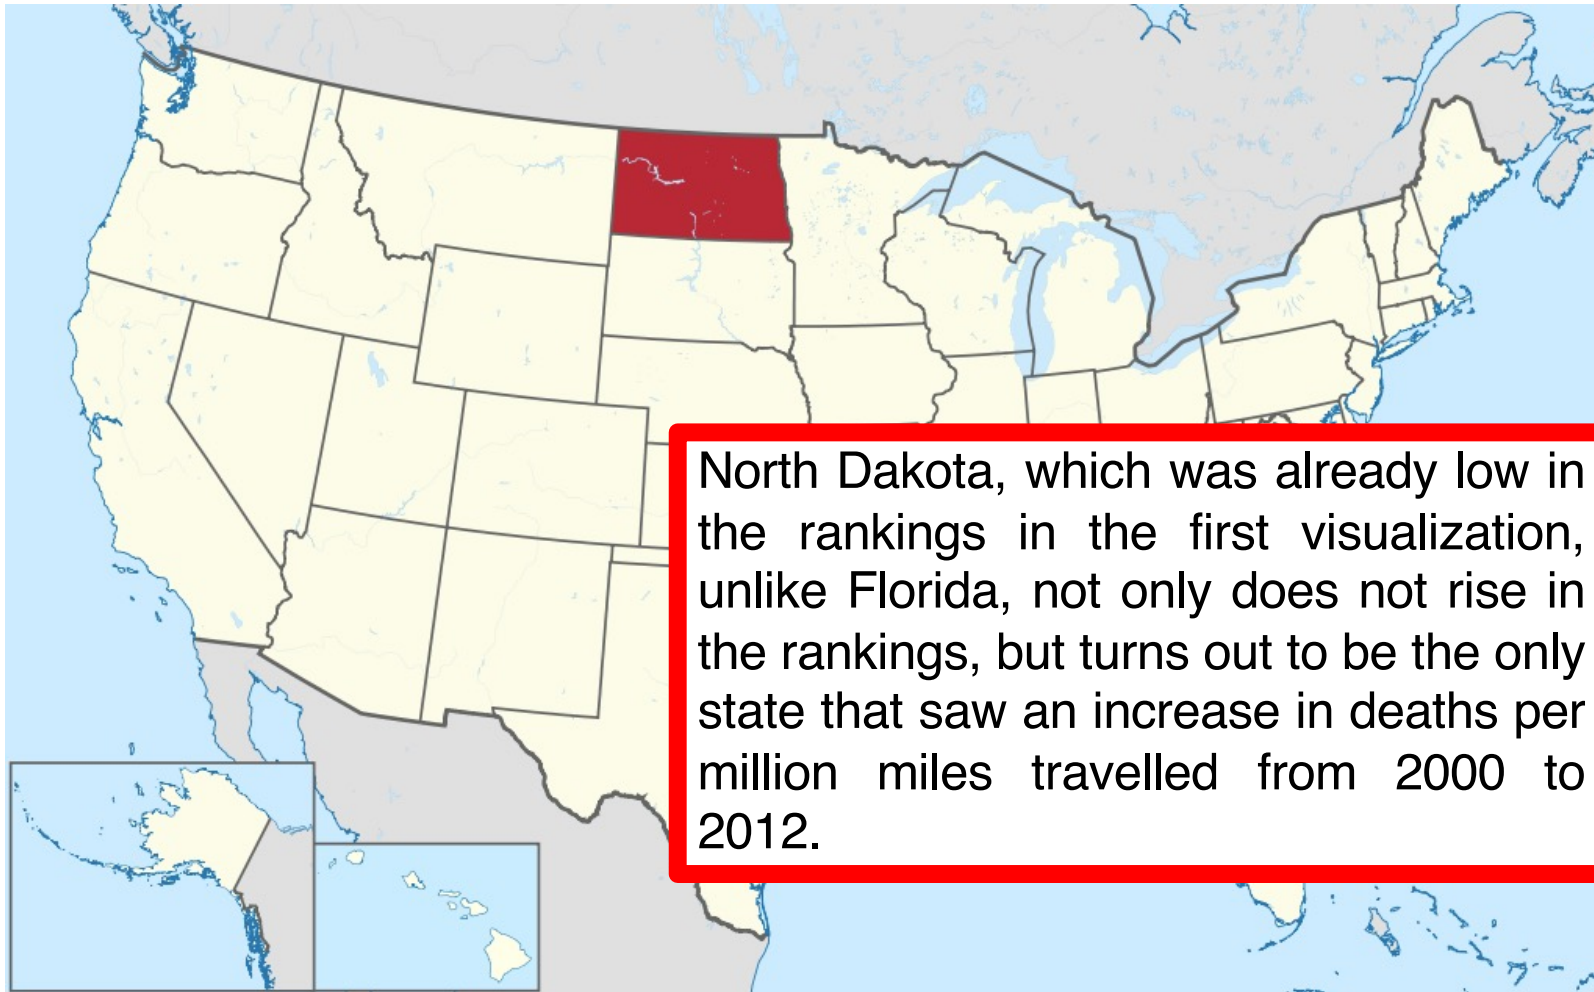 North Dakota, which was already low in
the rankings in the first visualization,
unlike Florida, not only does not rise in
the rankings, but turns out to be the only
state that saw an increase in deaths per
million miles travelled from 2000 to
2012.